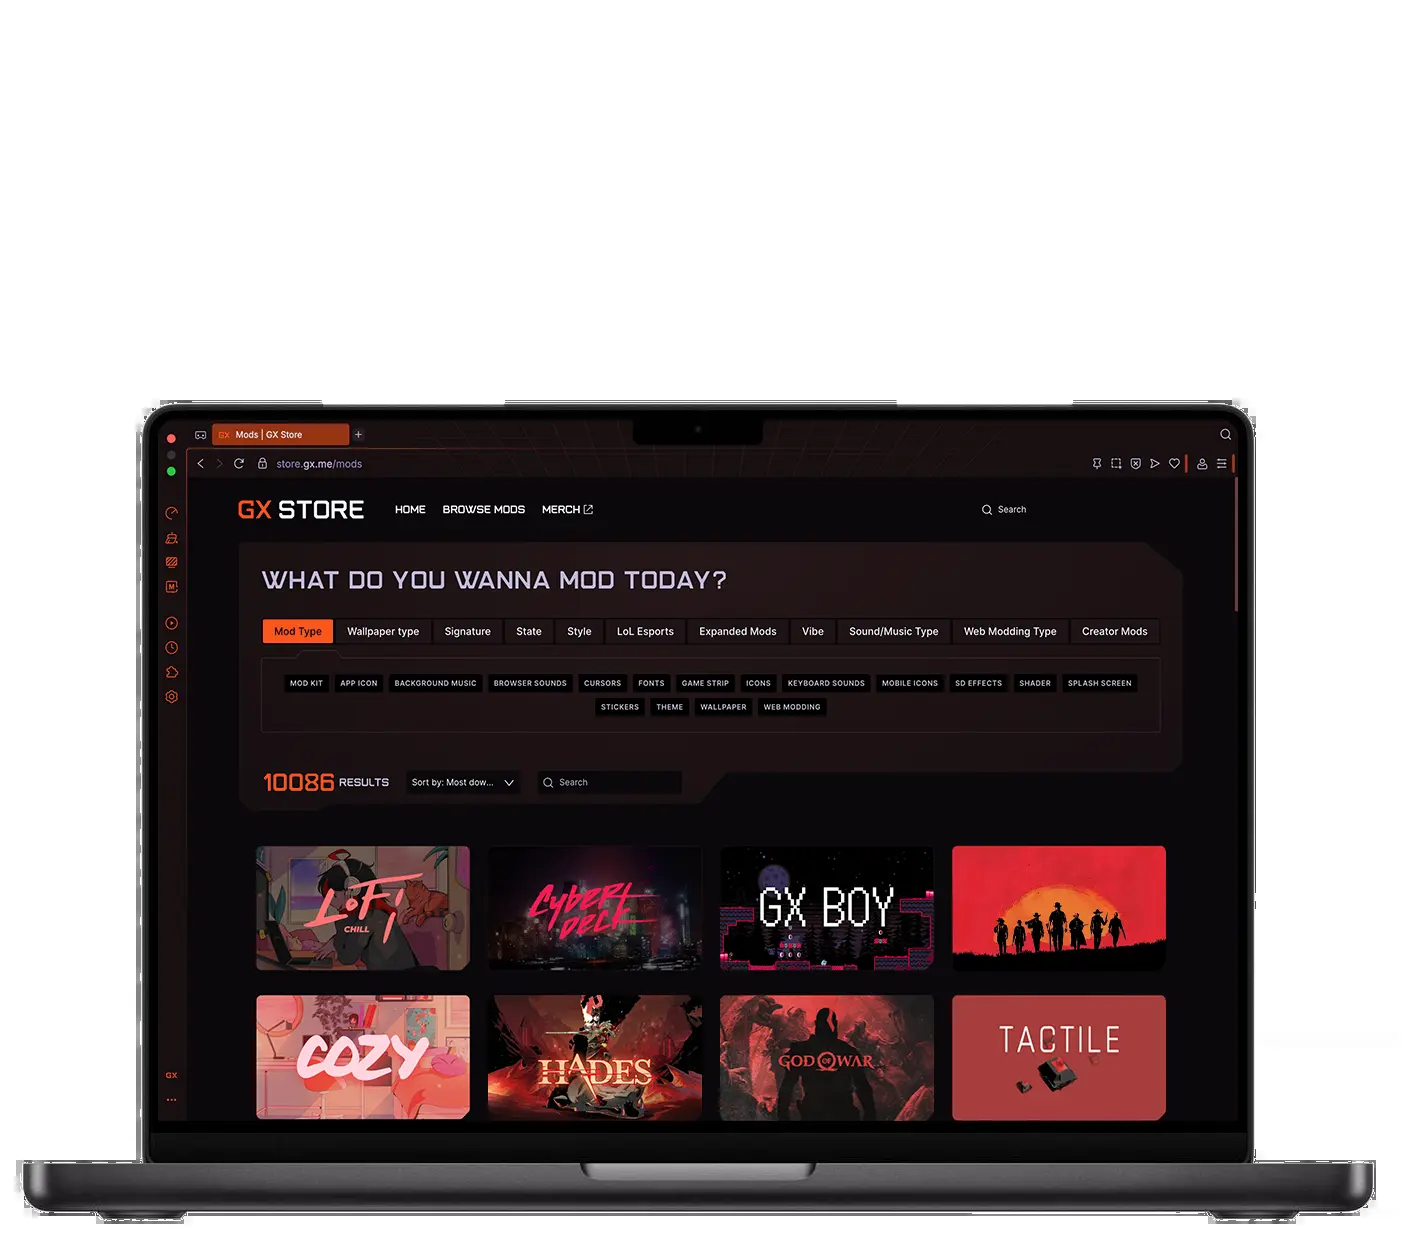 GX Mods | GX Store
store.gx.me/mods
GX STORE HOME BROWSE MODS MERCH Search
WHAT DO YOU WANNA MOD TODAY?
Mod Type Wallpaper type Signature State Style LoL Esports Expanded Mods Vibe Sound/Music Type Web Modding Type Creator Mods
MOD KIT APP ICON BACKGROUND MUSIC BROWSER SOUNDS CURSORS FONTS GAME STRIP ICONS KEYBOARD SOUNDS MOBILE ICONS SD EFFECTS SHADER SPLASH SCREEN
STICKERS THEME WALLPAPER WEB MODDING
10086 RESULTS Sort by: Most dow... Search
LoFi
CHILL
CYBER
DECK
GX BOY
COZY
HADES
GOD OF WAR
TACTILE
M
GX